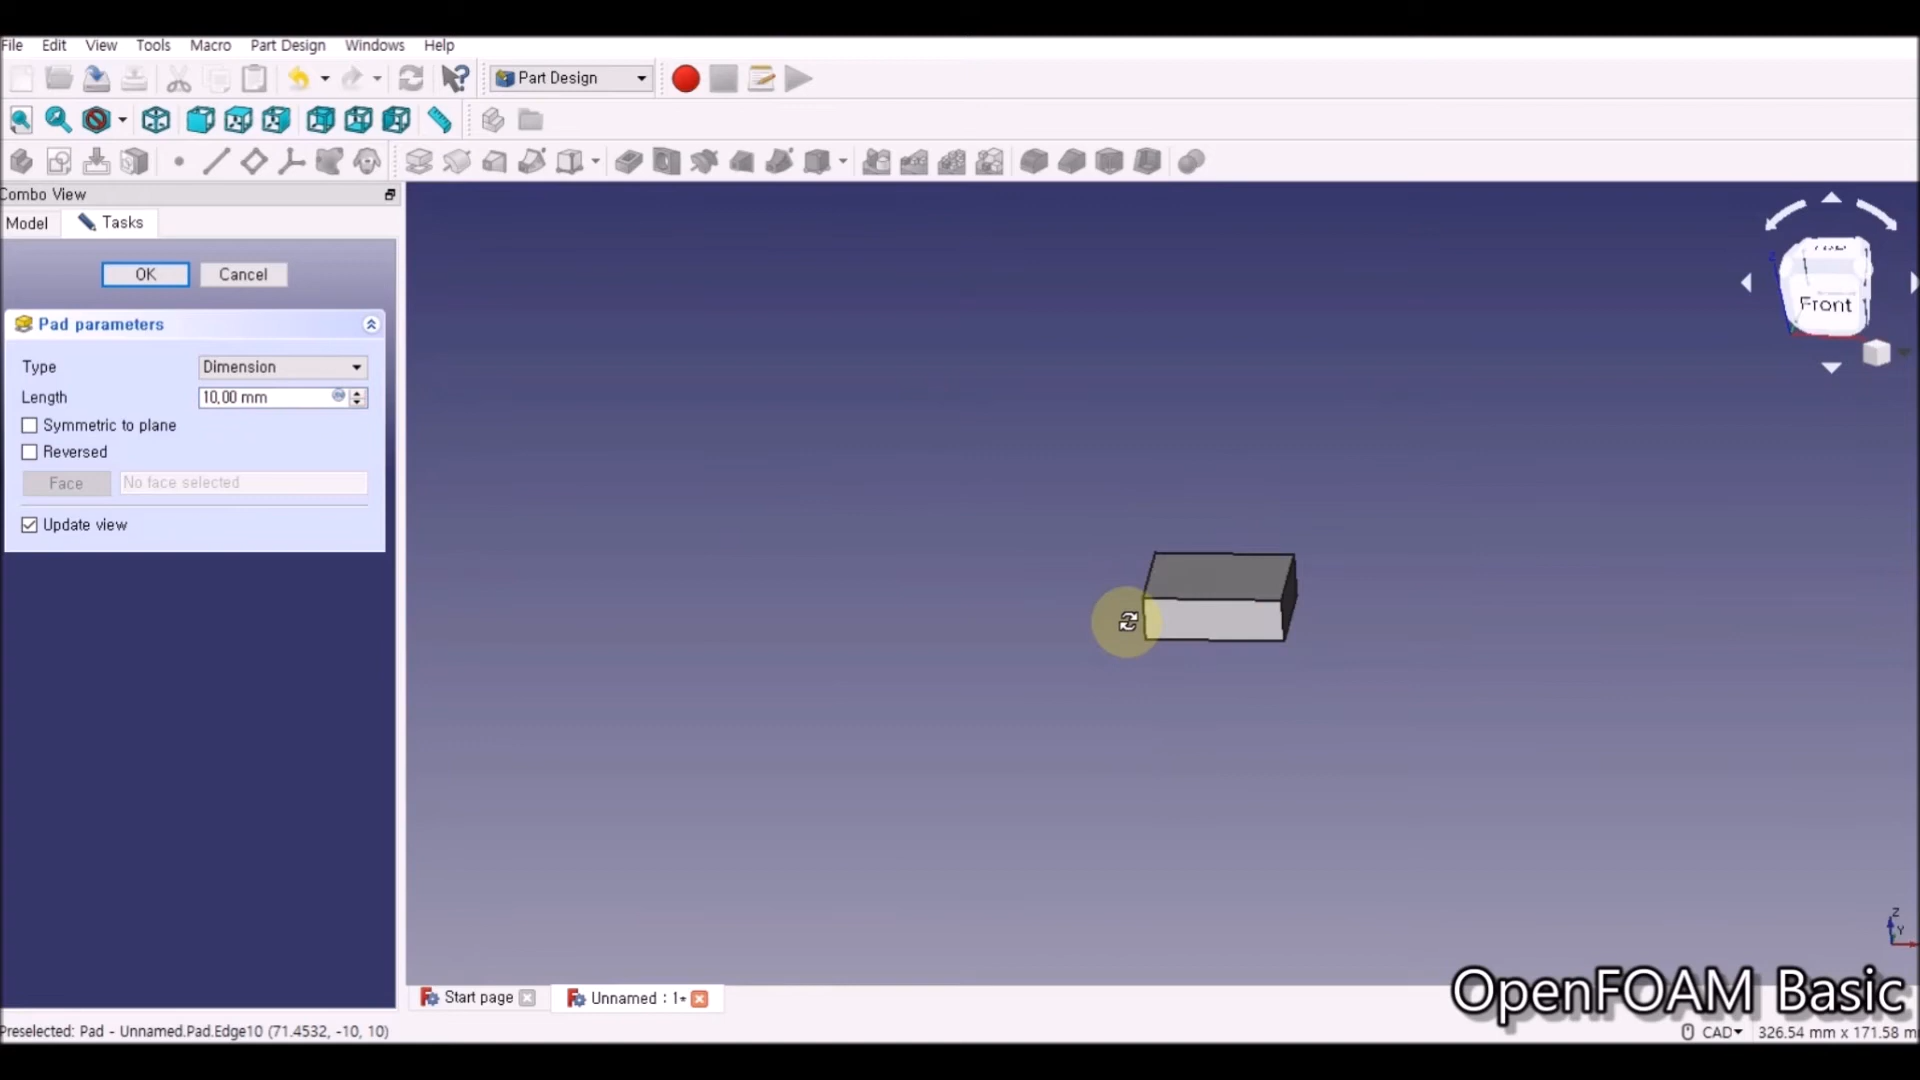 File Edit View Tools Macro Part Design Windows Help
Part Design
Combo View
Model Tasks
OK Cancel
Pad parameters
Type Dimension
Length 10,00 mm
Symmetric to plane
Reversed
Face No face selected
Update view
Front
Z
Z
Y
Start page Unnamed : 1*
OpenFOAM Basic
Preselected: Pad - Unnamed.Pad.Edge10 (71.4532, -10, 10) CAD 326.54 mm x 171.58 m